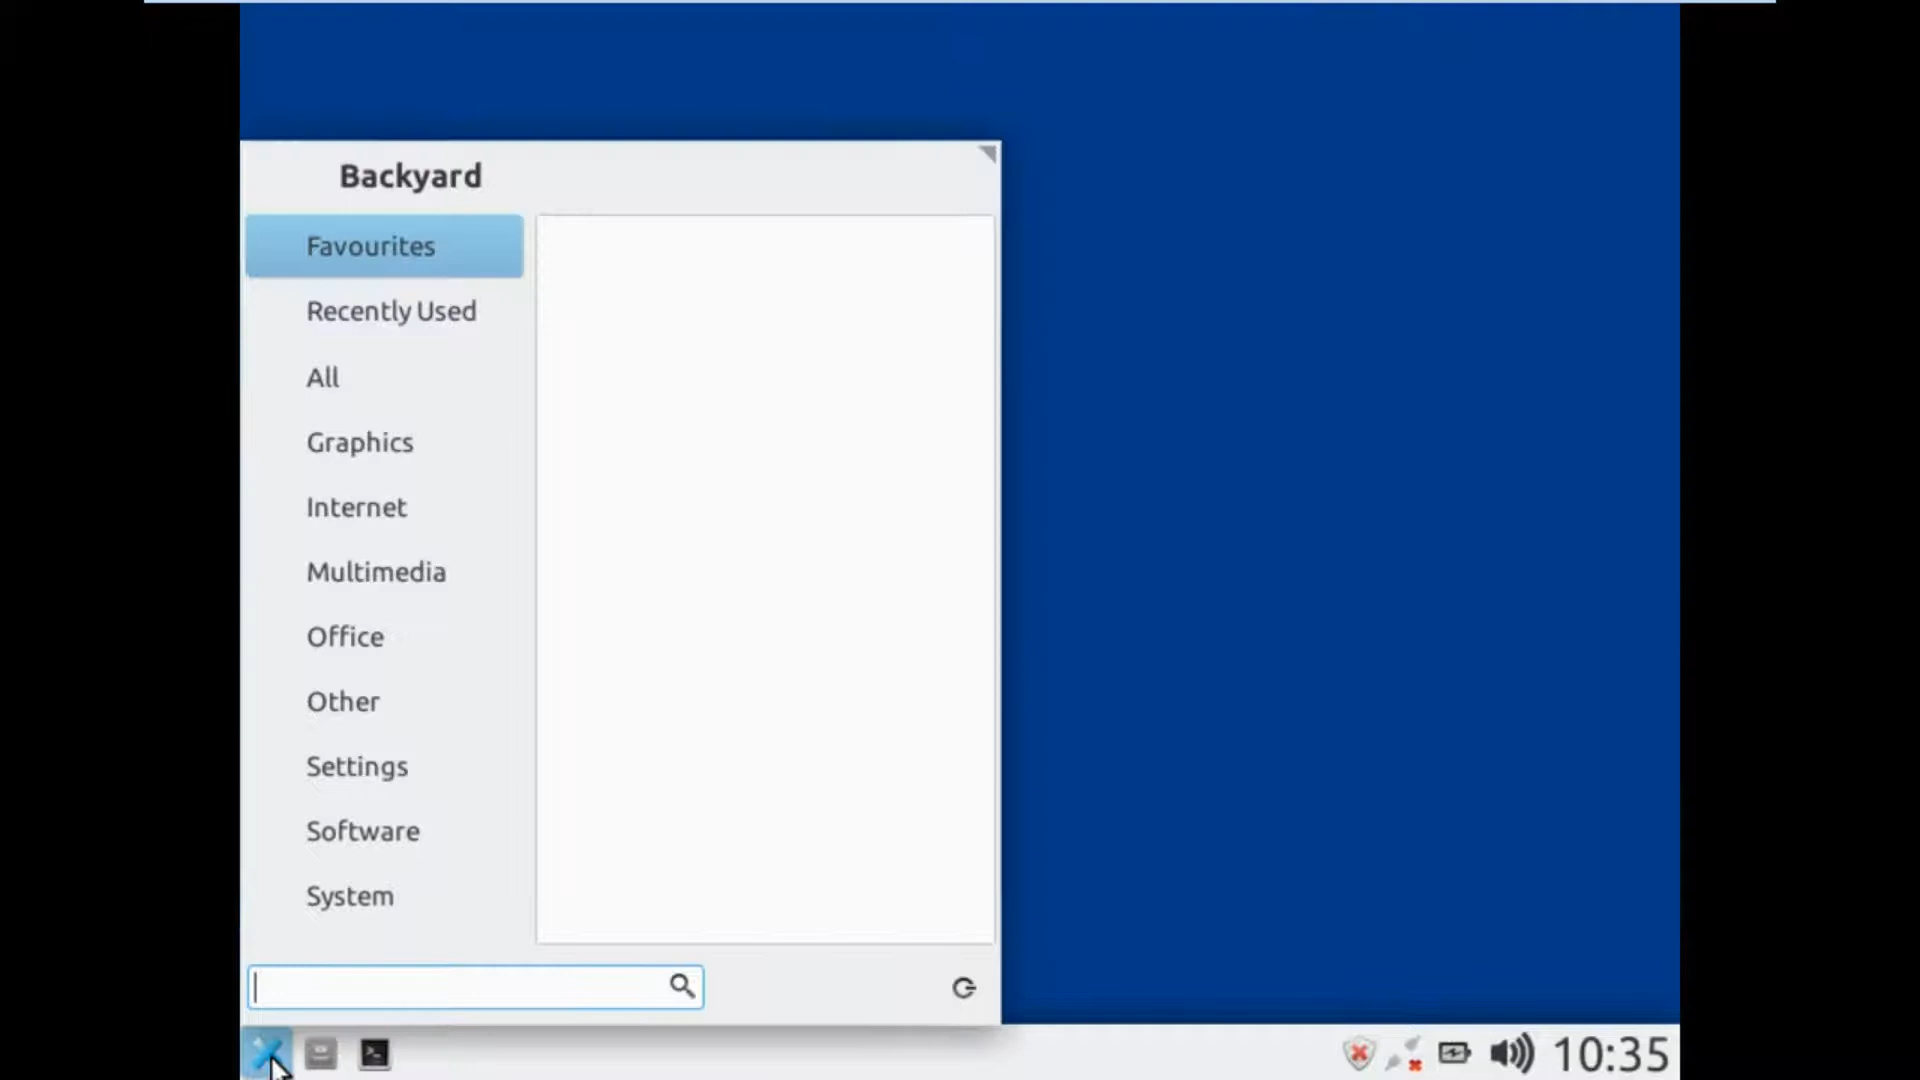 Backyard
Favourites
Recently Used
All
Graphics
Internet
Multimedia
Office
Other
Settings
Software
System
10:35